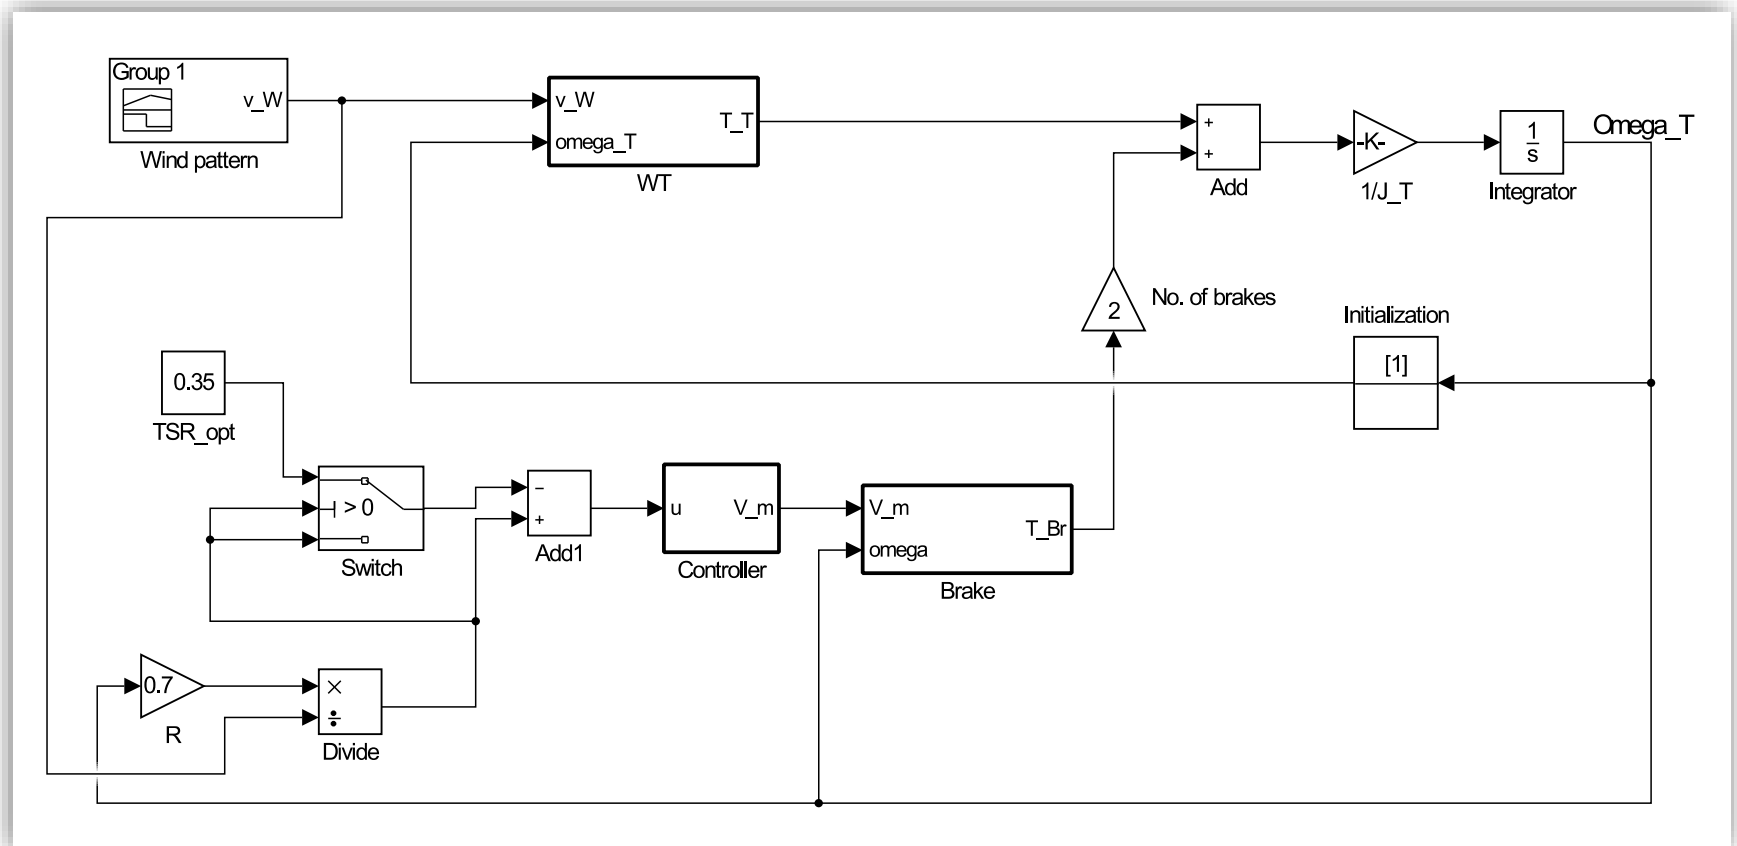 Group 1
v_W
Wind pattern
v_W
omega_T
T_T
WT
+
+
Add
-K-
1/J_T
1
s
Integrator
Omega_T
2
No. of brakes
Initialization
[1]
0.35
TSR_opt
> 0
Switch
−
+
Add1
u
V_m
Controller
V_m
omega
T_Br
Brake
0.7
R
×
÷
Divide